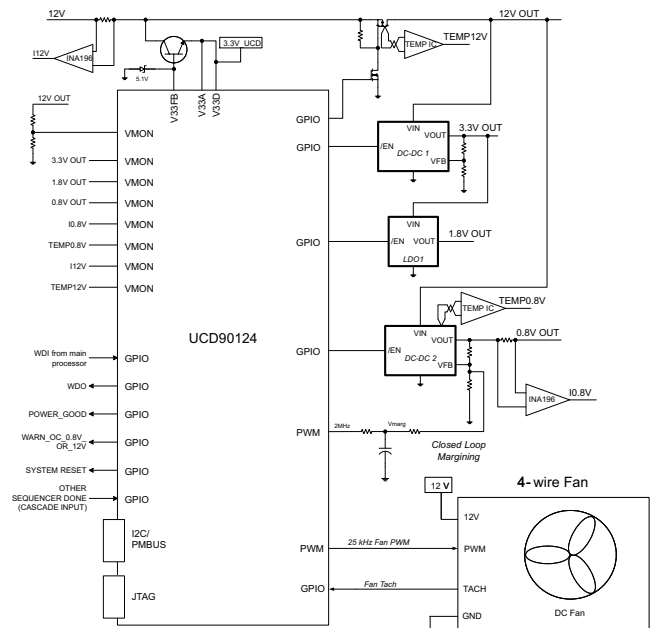 12V
12V OUT
I12V
INA196
3.3V_UCD
TEMP IC
TEMP12V
5.1V
V33FB
V33A
V33D
12V OUT
GPIO
VIN
VOUT
3.3V OUT
VMON
GPIO
/EN
DC-DC 1
VFB
3.3V OUT
VMON
1.8V OUT
VMON
0.8V OUT
VMON
I0.8V
VMON
VIN
GPIO
/EN
VOUT
1.8V OUT
LDO1
TEMP0.8V
VMON
I12V
VMON
TEMP12V
VMON
TEMP0.8V
TEMP IC
VIN
VOUT
0.8V OUT
UCD90124
GPIO
/EN
DC-DC 2
VFB
WDI from main
processor
GPIO
WDO
GPIO
INA196
I0.8V
POWER_GOOD
GPIO
PWM
2MHz
Vmarg
WARN_OC_0.8V_
OR_12V
GPIO
Closed Loop
Margining
SYSTEM RESET
GPIO
OTHER
SEQUENCER DONE
(CASCADE INPUT)
GPIO
4-wire Fan
12 V
12V
I2C/
PMBUS
PWM
25 kHz Fan PWM
PWM
JTAG
GPIO
Fan Tach
TACH
DC Fan
GND